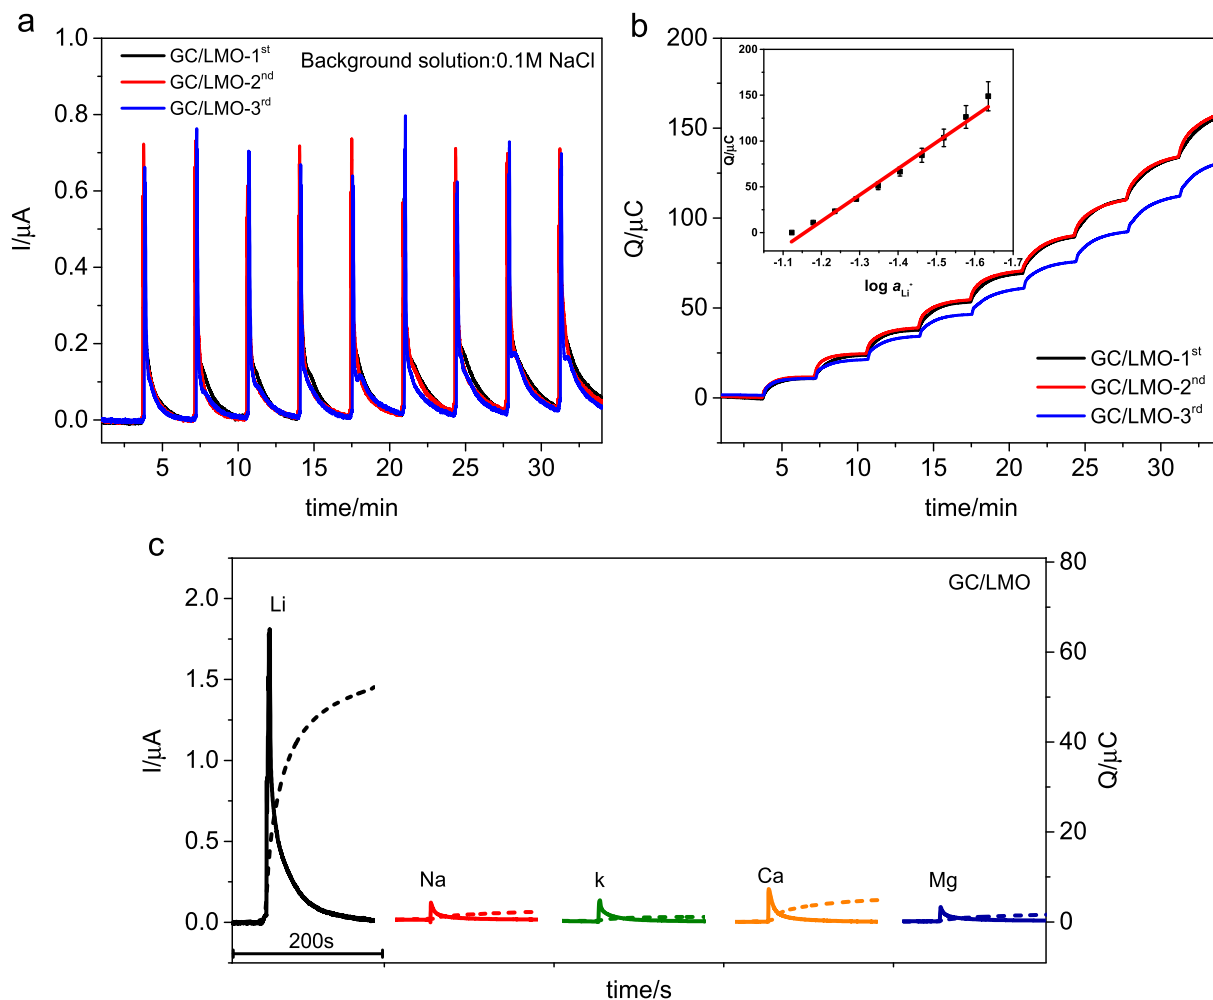 a
1.0
0.8
0.6
0.4
0.2
0.0
I/μA
GC/LMO-1st
GC/LMO-2nd
GC/LMO-3rd
Background solution:0.1M NaCl
5 10 15 20 25 30
time/min
b
200
150
100
50
0
Q/μC
150
125
100
75
50
25
0
Q/μC
-1.1 -1.2 -1.3 -1.4 -1.5 -1.6 -1.7
log aLi+
GC/LMO-1st
GC/LMO-2nd
GC/LMO-3rd
5 10 15 20 25 30
time/min
c
2.0
1.5
1.0
0.5
0.0
I/μA
GC/LMO
Li
Na
k
Ca
Mg
200s
80
60
40
20
0
Q/μC
time/s